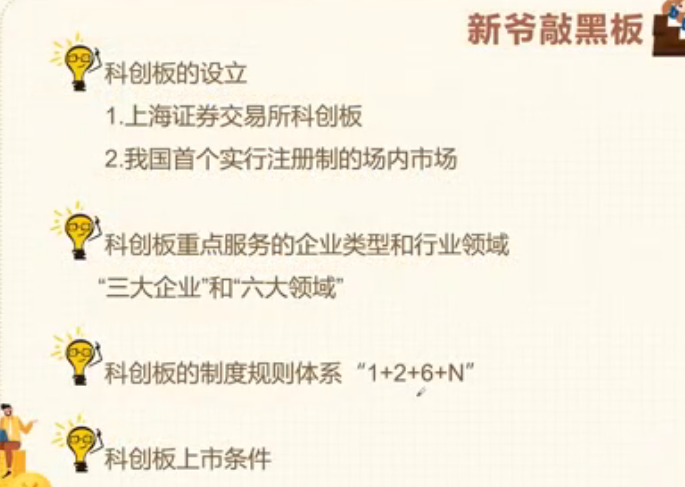 新爷敲黑板
科创板的设立
1.上海证券交易所科创板
2.我国首个实行注册制的场内市场
科创板重点服务的企业类型和行业领域
“三大企业”和“六大领域”
科创板的制度规则体系“1+2+6+N”
科创板上市条件